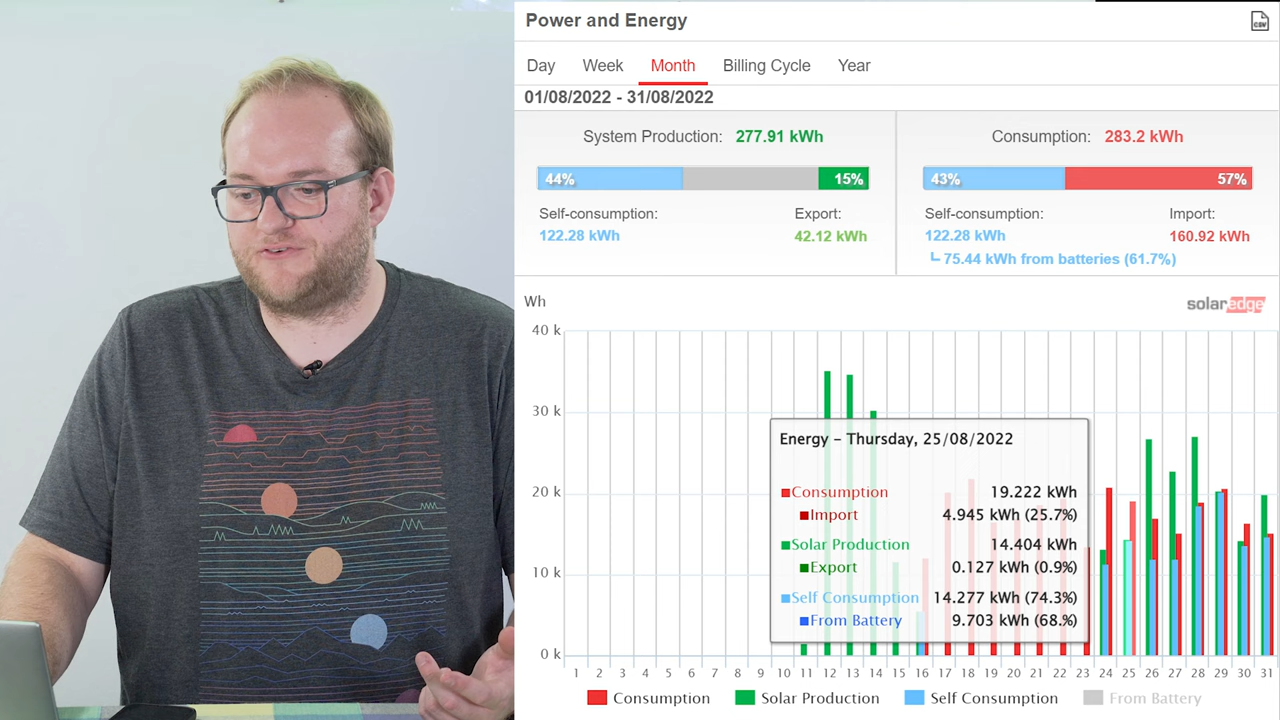 Power and Energy
CSV
Day Week Month Billing Cycle Year
01/08/2022 - 31/08/2022
System Production: 277.91 kWh
44% 15%
Self-consumption: Export:
122.28 kWh 42.12 kWh
Consumption: 283.2 kWh
43% 57%
Self-consumption: Import:
122.28 kWh 160.92 kWh
75.44 kWh from batteries (61.7%)
Wh
solaredge
40 k
30 k
20 k
10 k
0 k
Energy – Thursday, 25/08/2022
Consumption 19.222 kWh
Import 4.945 kWh (25.7%)
Solar Production 14.404 kWh
Export 0.127 kWh (0.9%)
Self Consumption 14.277 kWh (74.3%)
From Battery 9.703 kWh (68.%)
1 2 3 4 5 6 7 8 9 10 11 12 13 14 15 16 17 18 19 20 21 22 23 24 25 26 27 28 29 30 31
Consumption Solar Production Self Consumption From Battery